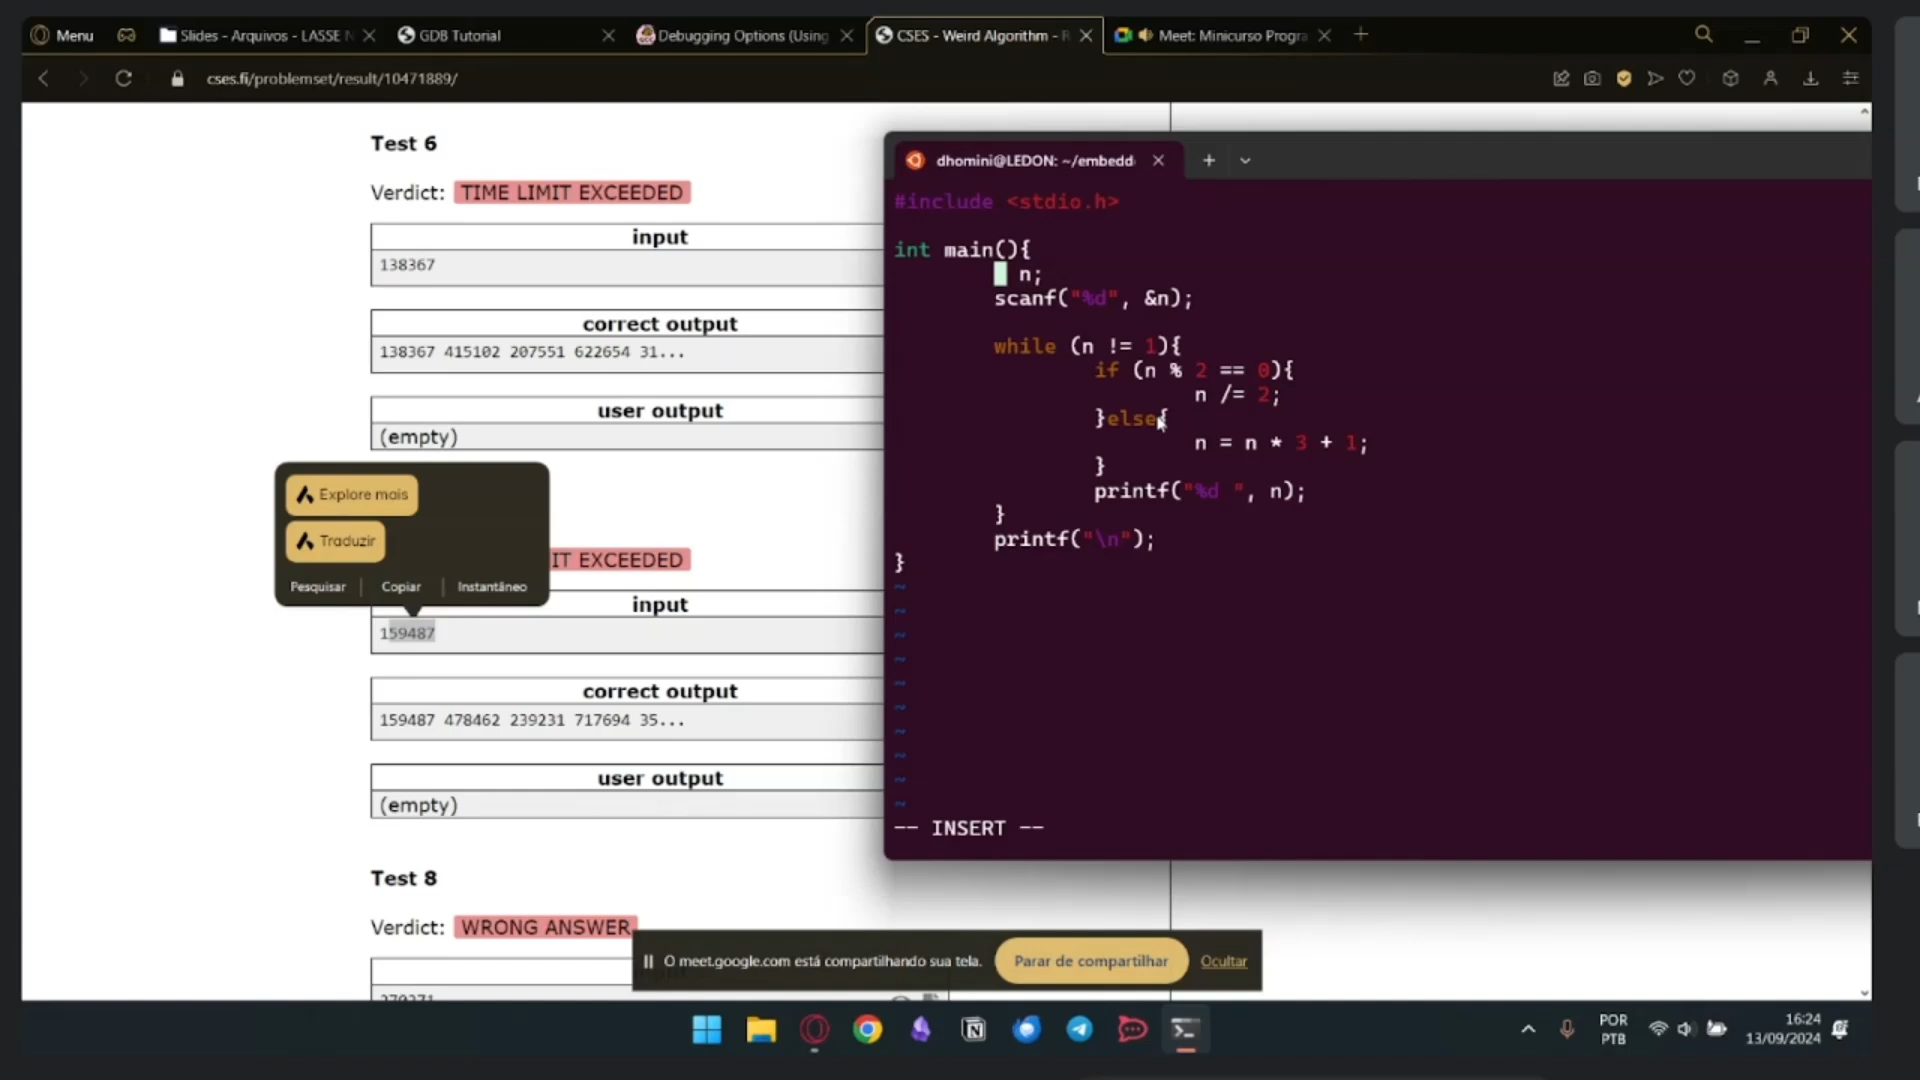 Menu
Slides - Arquivos - LASSE
GDB Tutorial
Debugging Options (Using
CSES - Weird Algorithm -
Meet: Minicurso Progra
cses.fi/problemset/result/10471889/
Test 6
Verdict: TIME LIMIT EXCEEDED
input
138367
correct output
138367 415102 207551 622654 31...
user output
(empty)
Explore mais
Traduzir
Pesquisar
Copiar
Instantâneo
IT EXCEEDED
input
159487
correct output
159487 478462 239231 717694 35...
user output
(empty)
Test 8
Verdict: WRONG ANSWER
dhomini@LEDON: ~/embedd
#include <stdio.h>
int main(){
n;
scanf("%d", &n);
while (n != 1){
if (n % 2 == 0){
n /= 2;
}else{
n = n * 3 + 1;
}
printf("%d ", n);
}
printf("\n");
}
~
~
~
~
~
~
~
~
~
~
-- INSERT --
O meet.google.com está compartilhando sua tela.
Parar de compartilhar
Ocultar
POR
PTB
16:24
13/09/2024